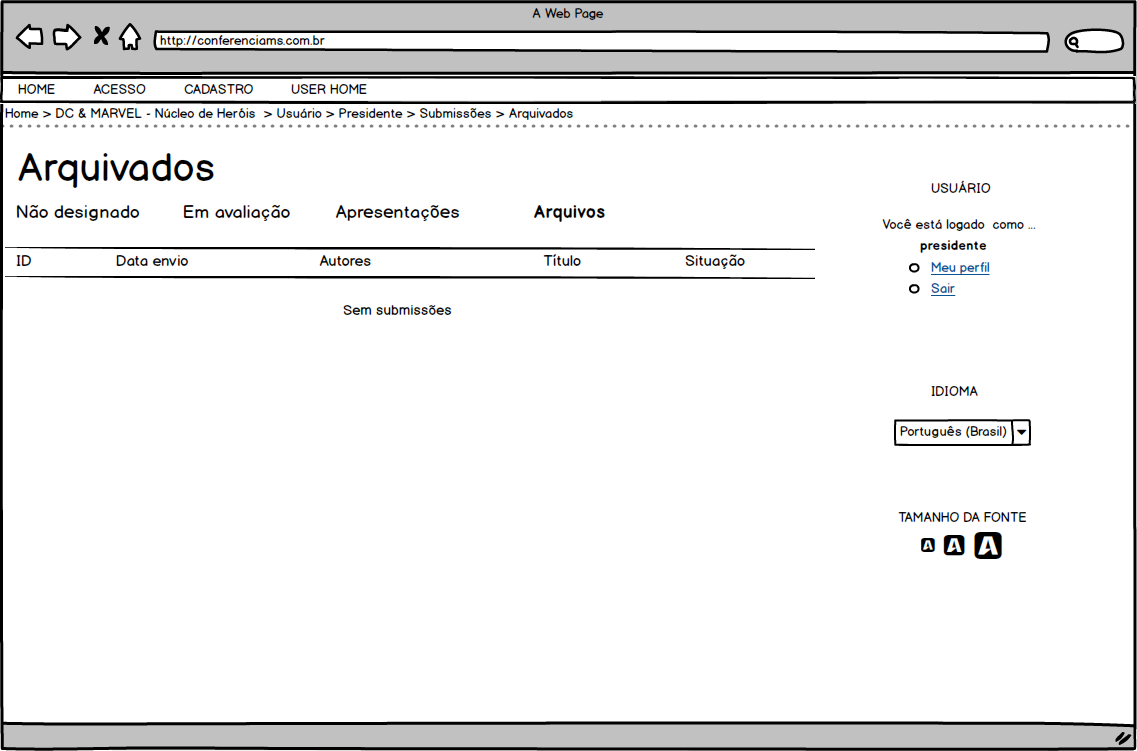 A Web Page
http://conferenciams.com.br
HOME ACESSO CADASTRO USER HOME
Home > DC & MARVEL - Núcleo de Heróis > Usuário > Presidente > Submissões > Arquivados
Arquivados
Não designado Em avaliação Apresentações Arquivos
ID Data envio Autores Título Situação
Sem submissões
USUÁRIO
Você está logado como ...
presidente
Meu perfil
Sair
IDIOMA
Português (Brasil)
TAMANHO DA FONTE
A A A